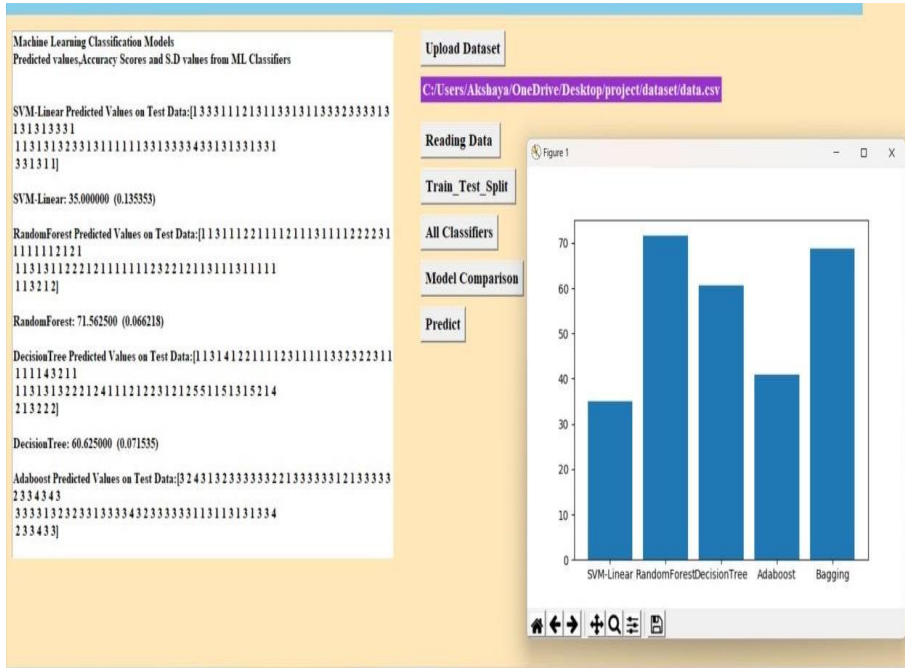 Machine Learning Classification Models
Predicted values,Accuracy Scores and S.D values from ML Classifiers
SVM-Linear Predicted Values on Test Data:[1 3 3 3 1 1 1 2 1 3 1 1 3 3 1 3 1 1 3 3 3 2 3 3 3 3 1 3
1 3 1 3 1 3 3 3 1
1 1 3 1 3 1 3 2 3 3 1 3 1 1 1 1 1 1 3 3 1 3 3 3 3 4 3 3 1 3 1 3 3 1 3 3 1
3 3 1 3 1 1]
SVM-Linear: 35.000000 (0.135353)
RandomForest Predicted Values on Test Data:[1 1 3 1 1 1 2 2 1 1 1 1 2 1 1 1 3 1 1 1 1 2 2 2 2 3 1
1 1 1 1 1 1 2 1 2 1
1 1 3 1 3 1 1 2 2 2 1 2 1 1 1 1 1 1 1 2 3 2 2 1 2 1 1 3 1 1 1 3 1 1 1 1 1
1 1 3 2 1 2]
RandomForest: 71.562500 (0.066218)
DecisionTree Predicted Values on Test Data:[1 1 3 1 4 1 2 2 1 1 1 1 2 3 1 1 1 1 1 3 3 2 3 2 2 3 1 1
1 1 1 1 4 3 2 1 1
1 1 3 1 3 1 3 2 2 2 1 2 4 1 1 1 2 1 2 2 3 1 2 1 2 5 5 1 1 5 1 3 1 5 2 1 4
2 1 3 2 2 2]
DecisionTree: 60.625000 (0.071535)
Adaboost Predicted Values on Test Data:[3 2 4 3 1 3 2 3 3 3 3 3 3 2 2 1 3 3 3 3 3 3 1 2 1 3 3 3 3 3
2 3 3 4 3 4 3
3 3 3 3 1 3 2 3 2 3 3 1 3 3 3 3 4 3 2 3 3 3 3 3 3 1 1 3 1 1 3 1 3 1 3 3 4
2 3 3 4 3 3]
Upload Dataset
C:/Users/Akshaya/OneDrive/Desktop/project/dataset/data.csv
Reading Data
Train_Test_Split
All Classifiers
Model Comparison
Predict
Figure 1
70
60
50
40
30
20
10
0
SVM-Linear RandomForest DecisionTree Adaboost Bagging